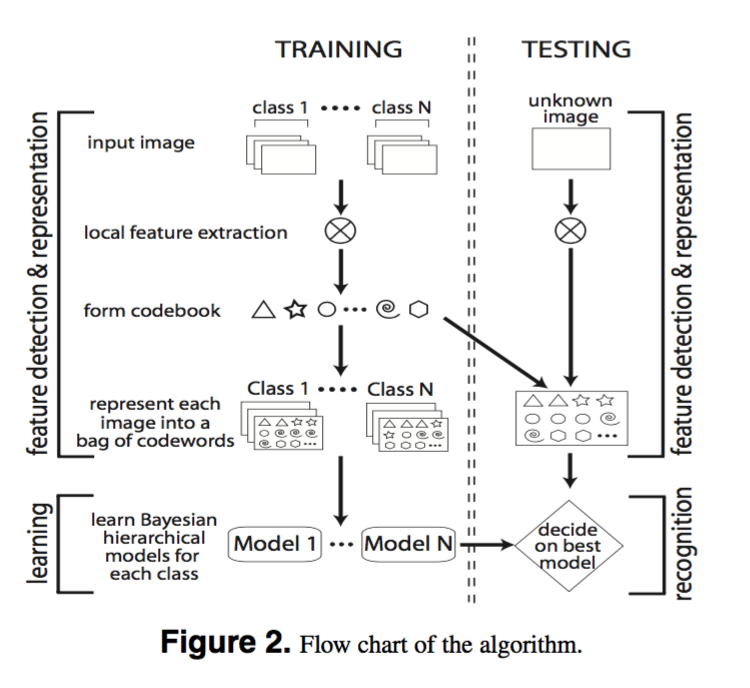 TRAINING
TESTING
class 1 •••• class N
unknown
image
input image
local feature extraction
form codebook
•••
Class 1 •••• Class N
represent each
image into a
bag of codewords
•••
•••
•••
learn Bayesian
hierarchical
models for
each class
Model 1 ••• Model N
decide
on best
model
feature detection & representation
learning
feature detection & representation
recognition
Figure 2. Flow chart of the algorithm.